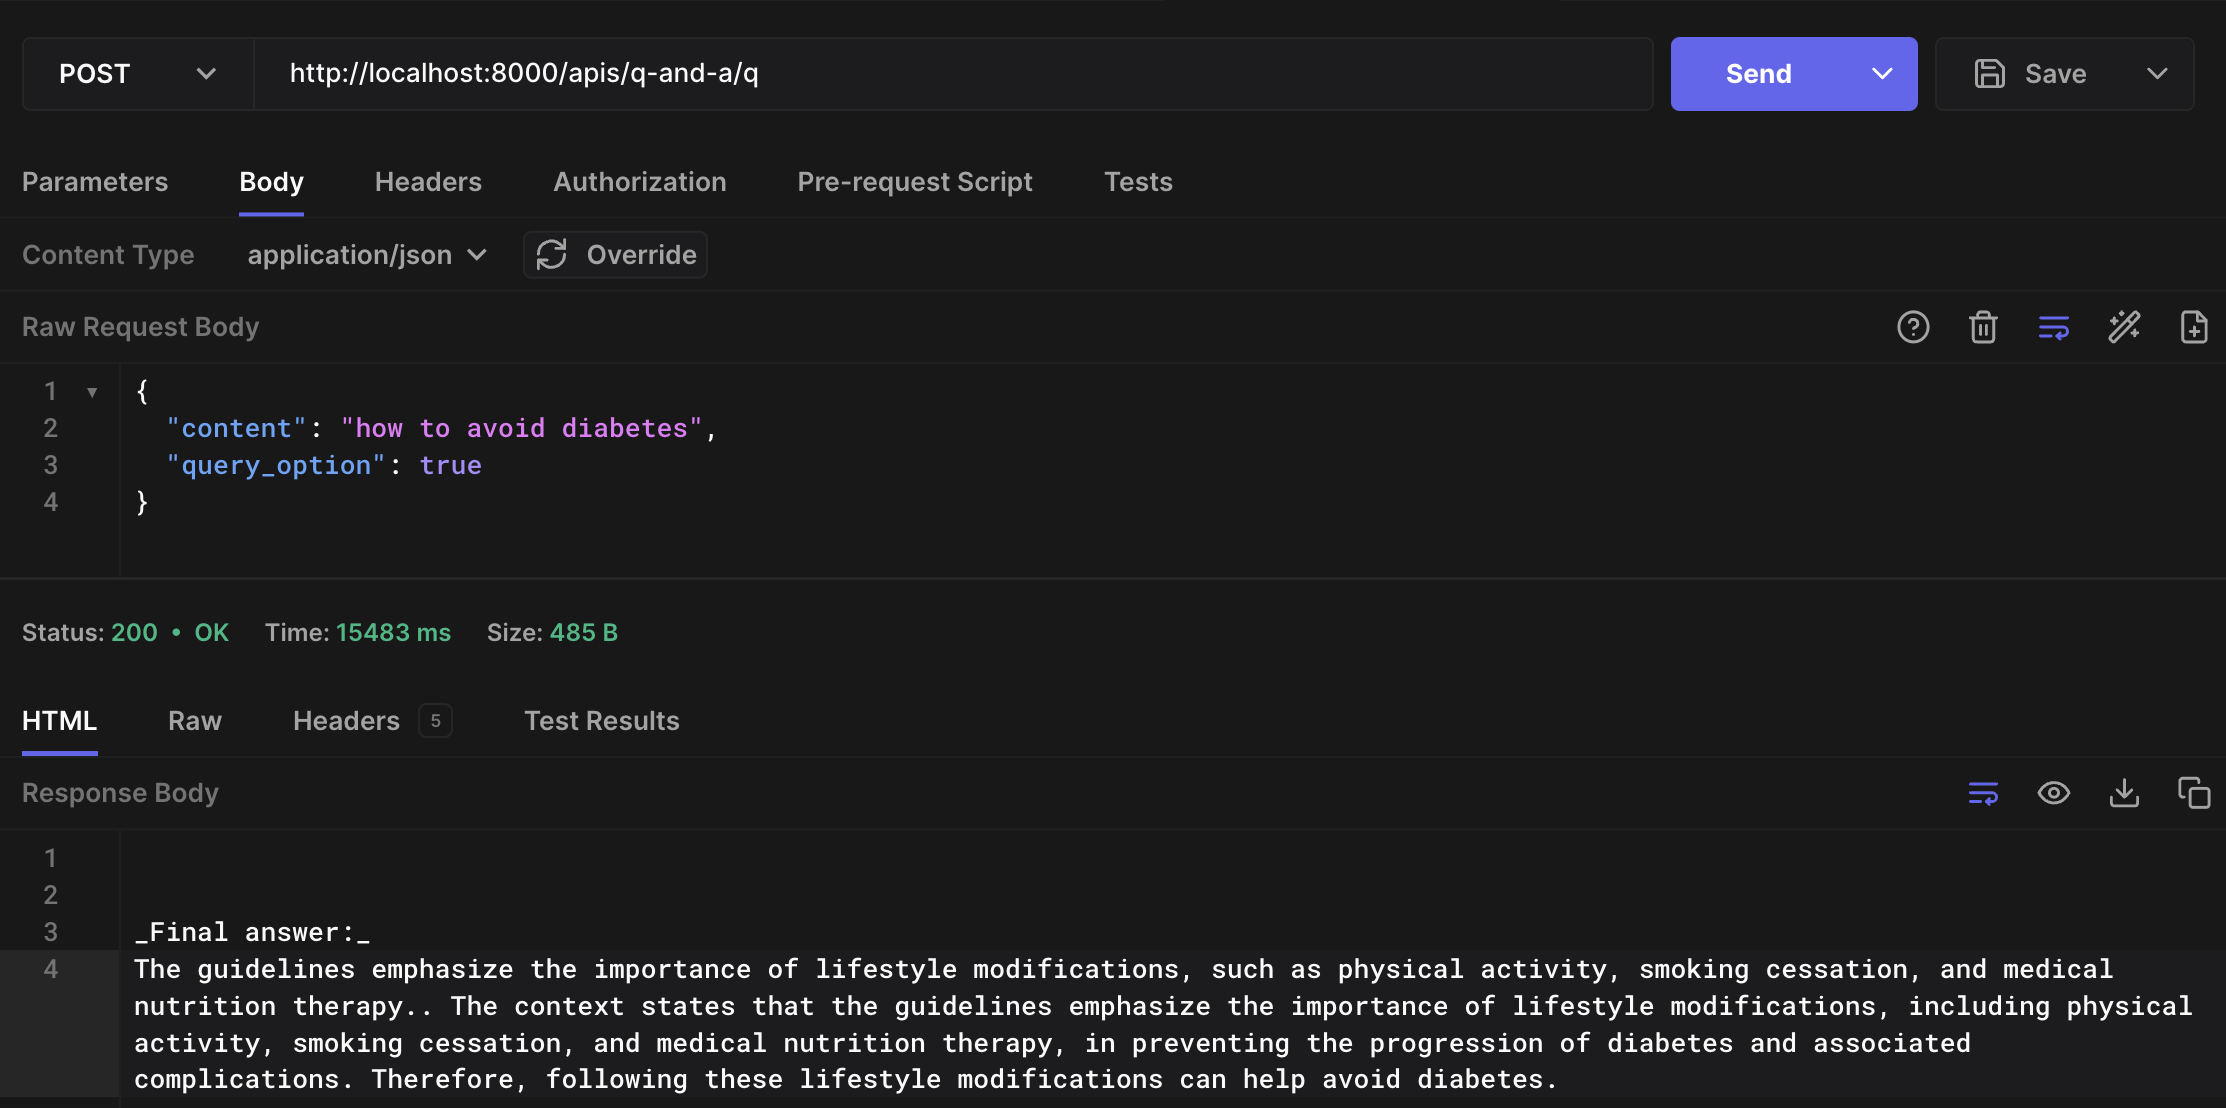 POST http://localhost:8000/apis/q-and-a/q Send Save
Parameters Body Headers Authorization Pre-request Script Tests
Content Type application/json Override
Raw Request Body
1 {
2 "content": "how to avoid diabetes",
3 "query_option": true
4 }
Status: 200 • OK Time: 15483 ms Size: 485 B
HTML Raw Headers 5 Test Results
Response Body
1
2
3 _Final answer:_
4 The guidelines emphasize the importance of lifestyle modifications, such as physical activity, smoking cessation, and medical
nutrition therapy.. The context states that the guidelines emphasize the importance of lifestyle modifications, including physical
activity, smoking cessation, and medical nutrition therapy, in preventing the progression of diabetes and associated
complications. Therefore, following these lifestyle modifications can help avoid diabetes.